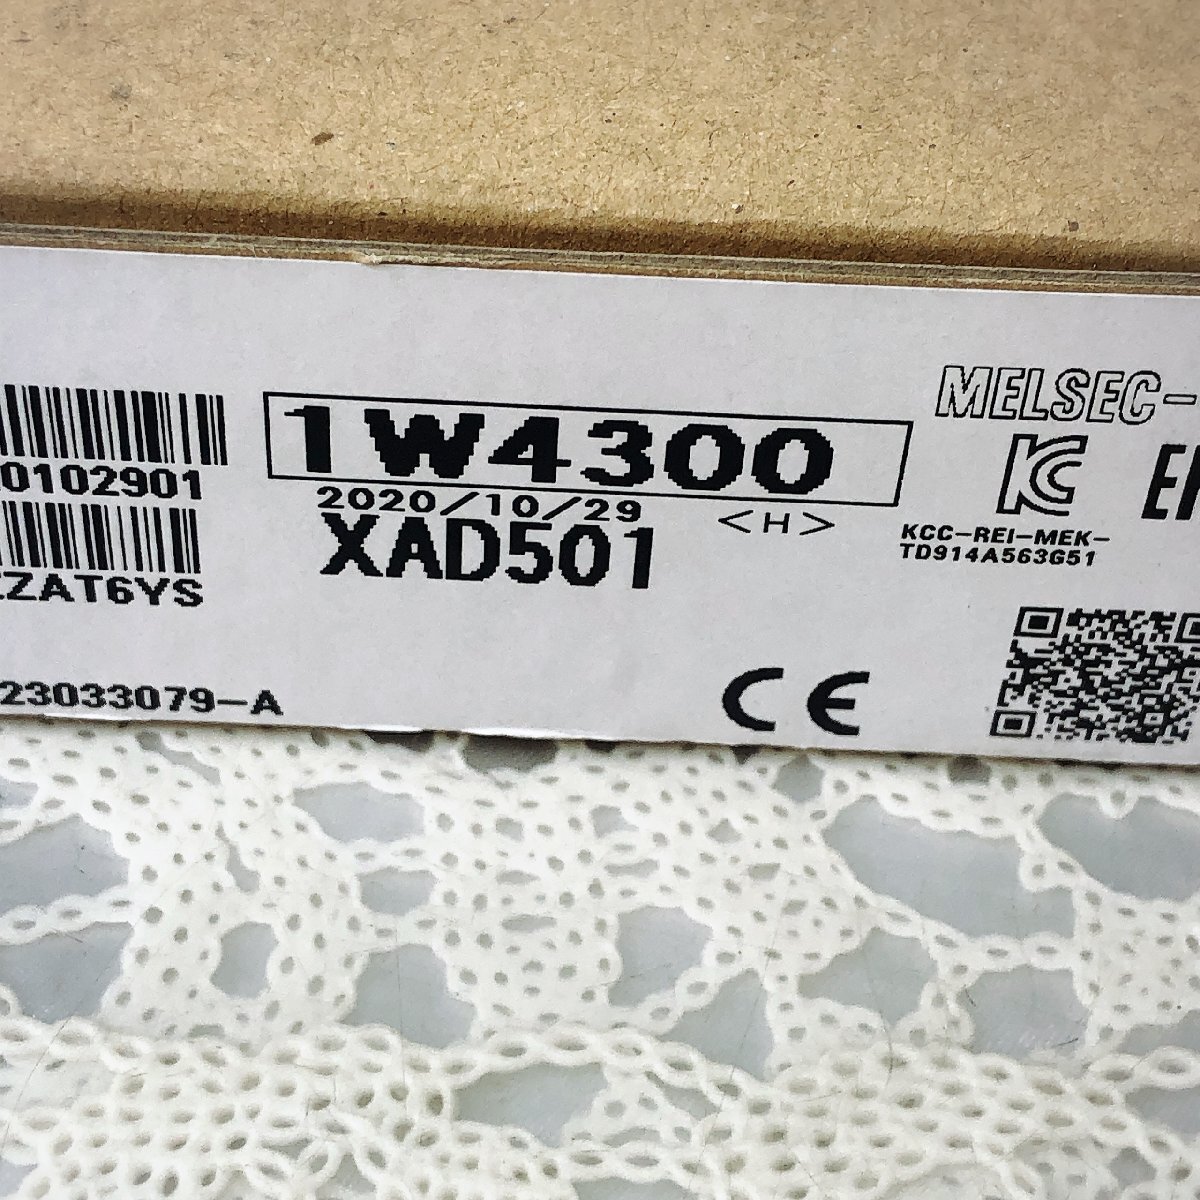 0102901
ZAT6YS
23033079-A
1W4300
2020/10/29
<H>
XAD501
CE
MELSEC-
KCC-REI-MEK-
TD914A563G51